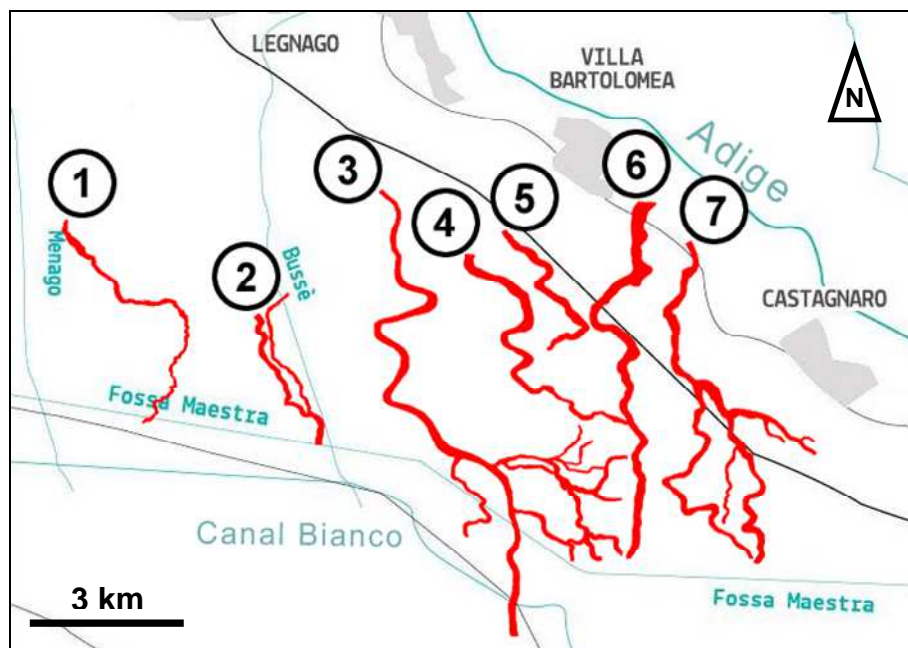 LEGNAGO
VILLA
BARTOLOMEA
N
Adige
1
2
3
4
5
6
7
Menago
Bussè
CASTAGNARO
Fossa Maestra
Canal Bianco
3 km
Fossa Maestra